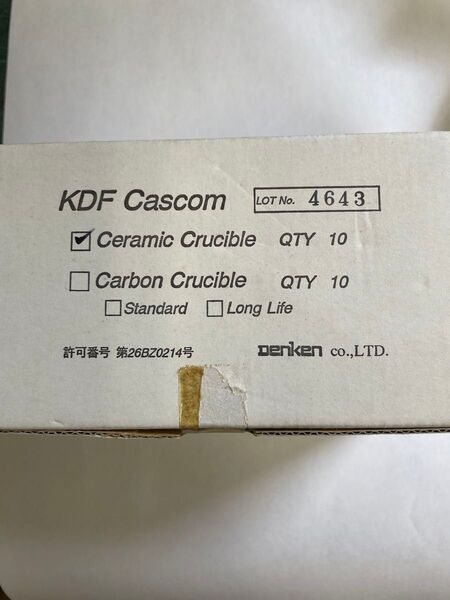 KDF Cascom LOT No. 4643
Ceramic Crucible QTY 10
Carbon Crucible QTY 10
Standard Long Life
許可番号 第26BZ0214号 Denken co.,LTD.